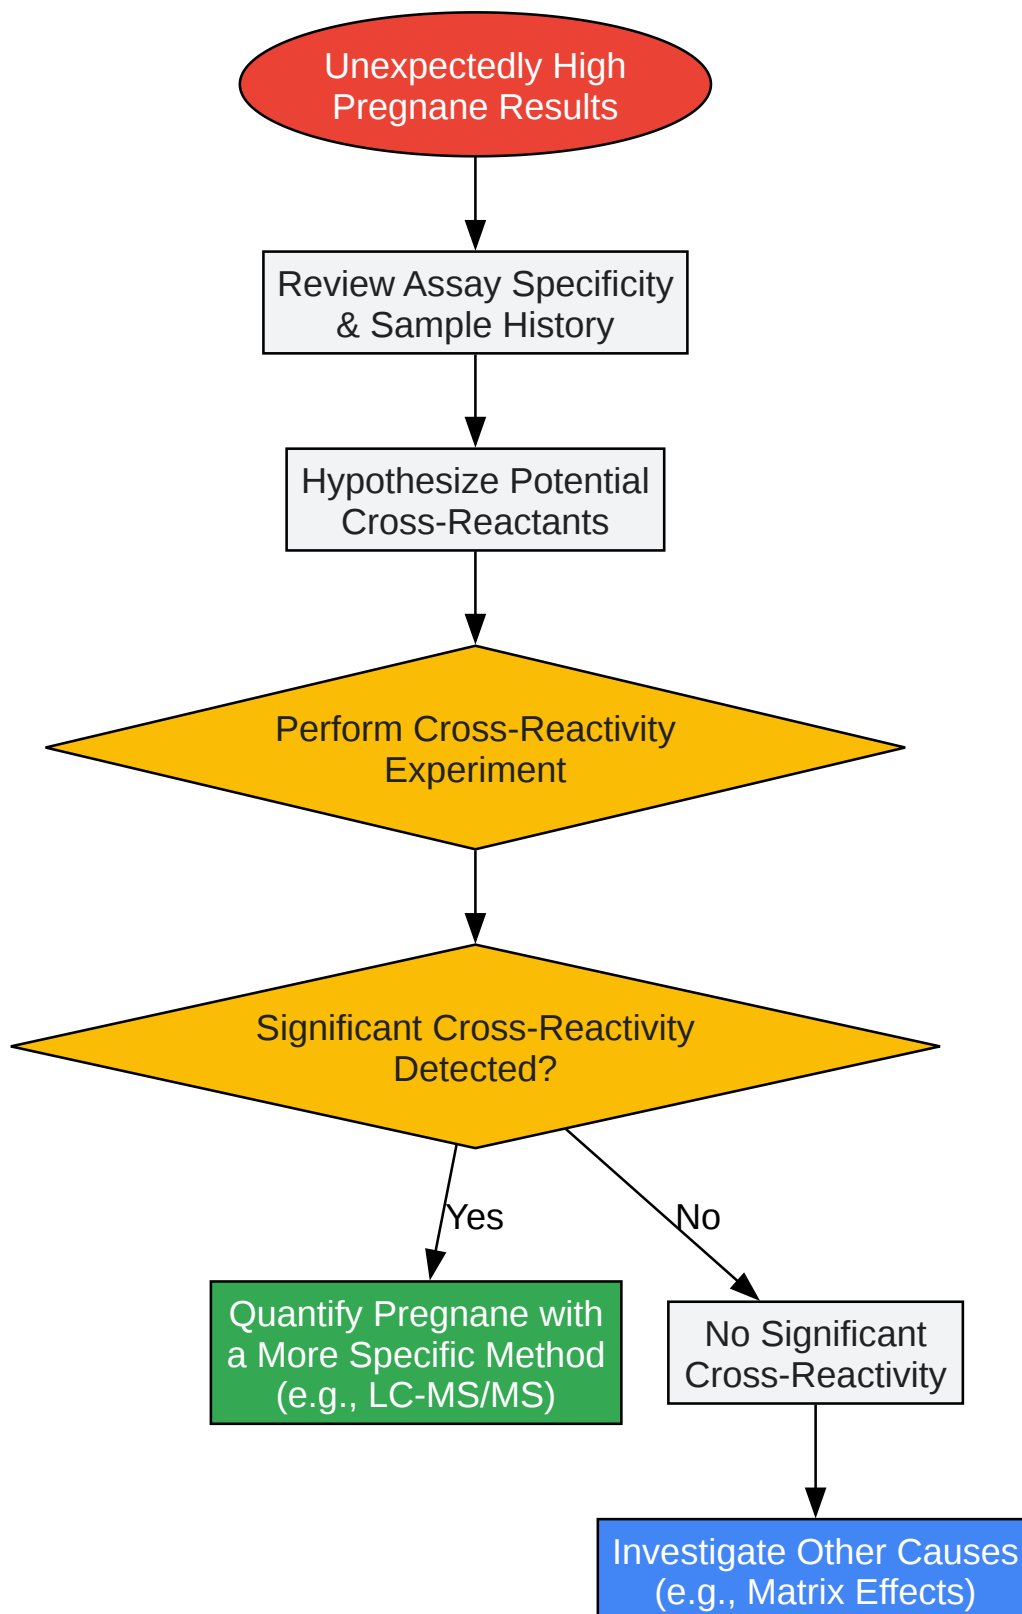 Unexpectedly High
Pregnane Results
Review Assay Specificity
& Sample History
Hypothesize Potential
Cross-Reactants
Perform Cross-Reactivity
Experiment
Significant Cross-Reactivity
Detected?
Yes
No
Quantify Pregnane with
a More Specific Method
(e.g., LC-MS/MS)
No Significant
Cross-Reactivity
Investigate Other Causes
(e.g., Matrix Effects)